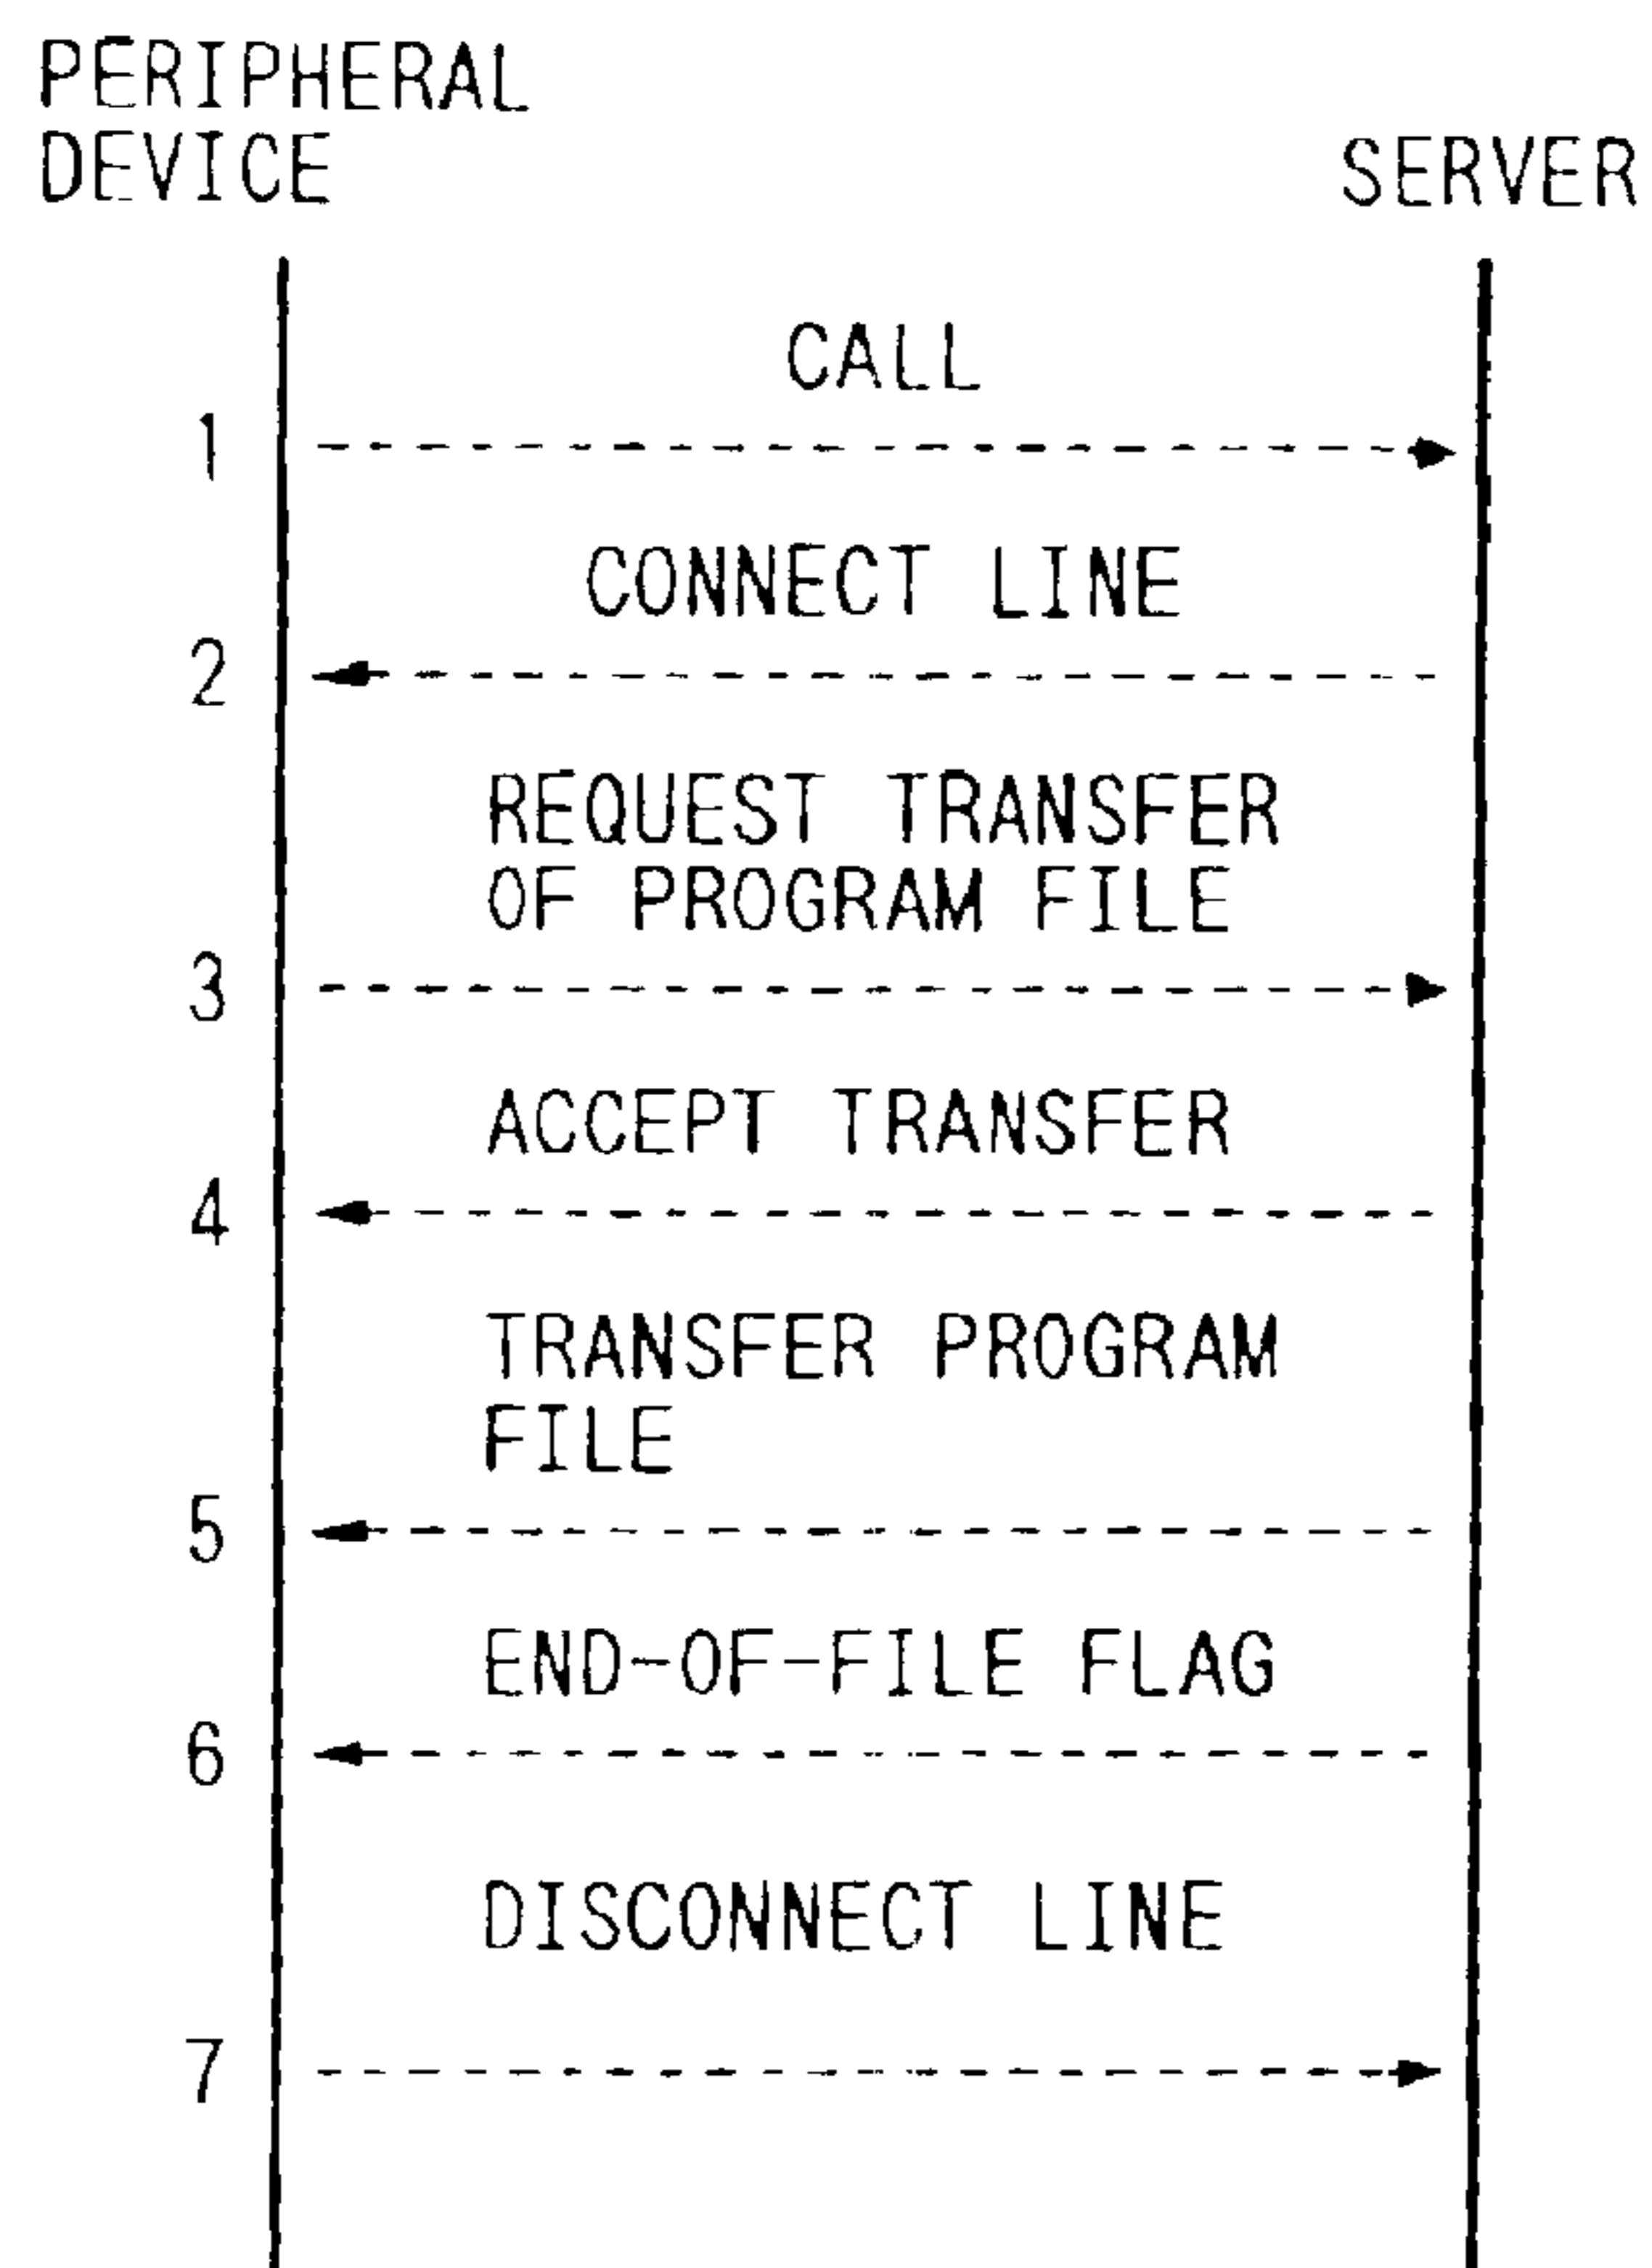 PERIPHERAL
DEVICE
SERVER
CALL
1
CONNECT LINE
2
REQUEST TRANSFER
OF PROGRAM FILE
3
ACCEPT TRANSFER
4
TRANSFER PROGRAM
FILE
5
END-OF-FILE FLAG
6
DISCONNECT LINE
7